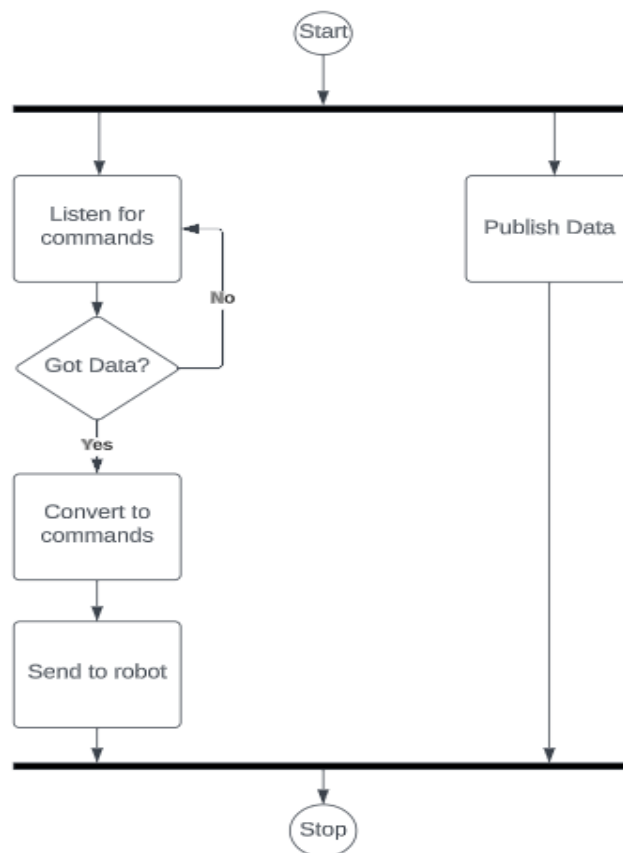 Start
Listen for
commands
Publish Data
No
Got Data?
Yes
Convert to
commands
Send to robot
Stop